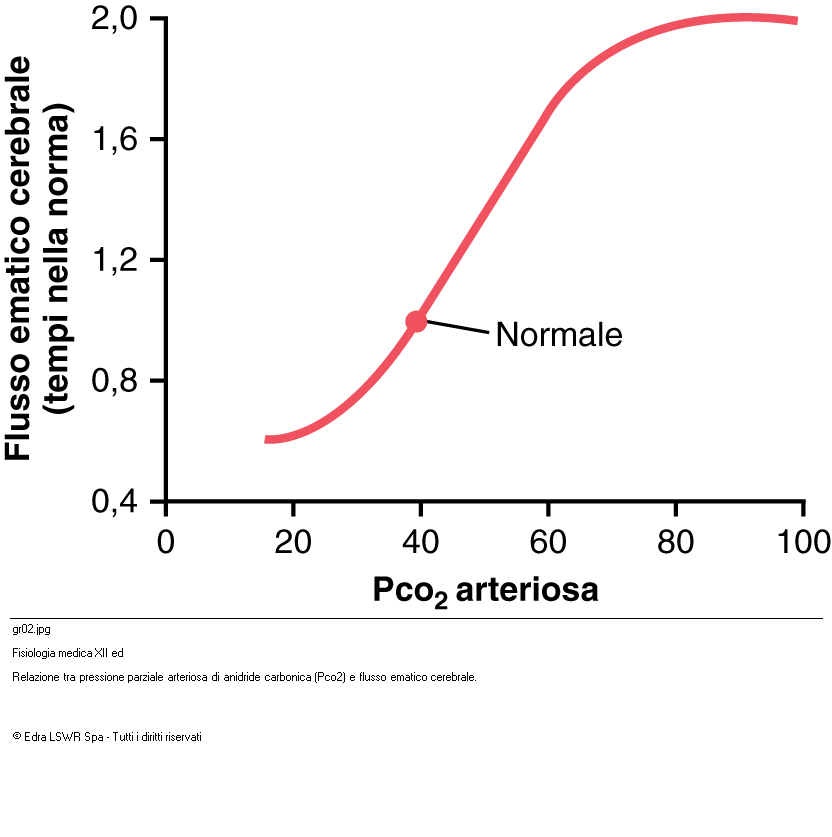 Flusso ematico cerebrale
(tempi nella norma)
2,0
1,6
1,2
0,8
0,4
Normale
0 20 40 60 80 100
Pco2 arteriosa
gr02.jpg
Fisiologia medica XII ed
Relazione tra pressione parziale arteriosa di anidride carbonica (Pco2) e flusso ematico cerebrale.
© Edra LSWR Spa - Tutti i diritti riservati